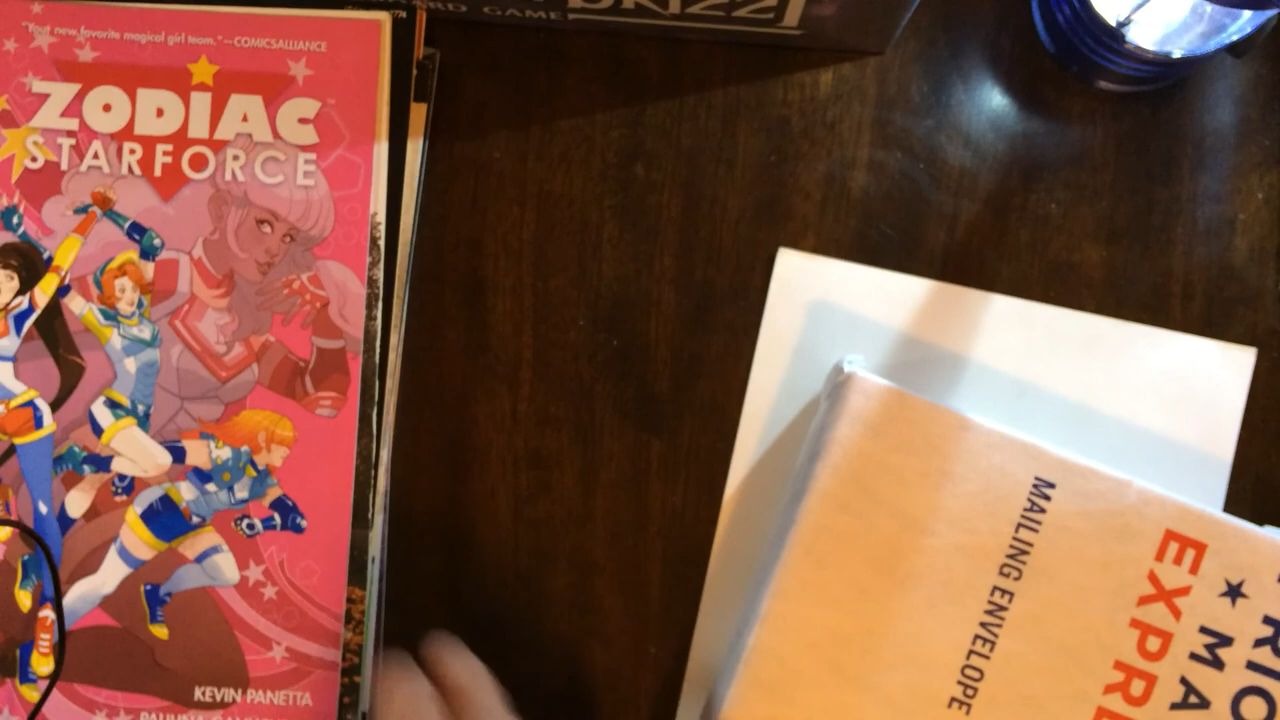 "Your new favorite magical girl team." —COMICSALLIANCE
ZODIAC
STARFORCE
KEVIN PANETTA
CARD GAME
MAILING ENVELOPE
EXPR
★ MA